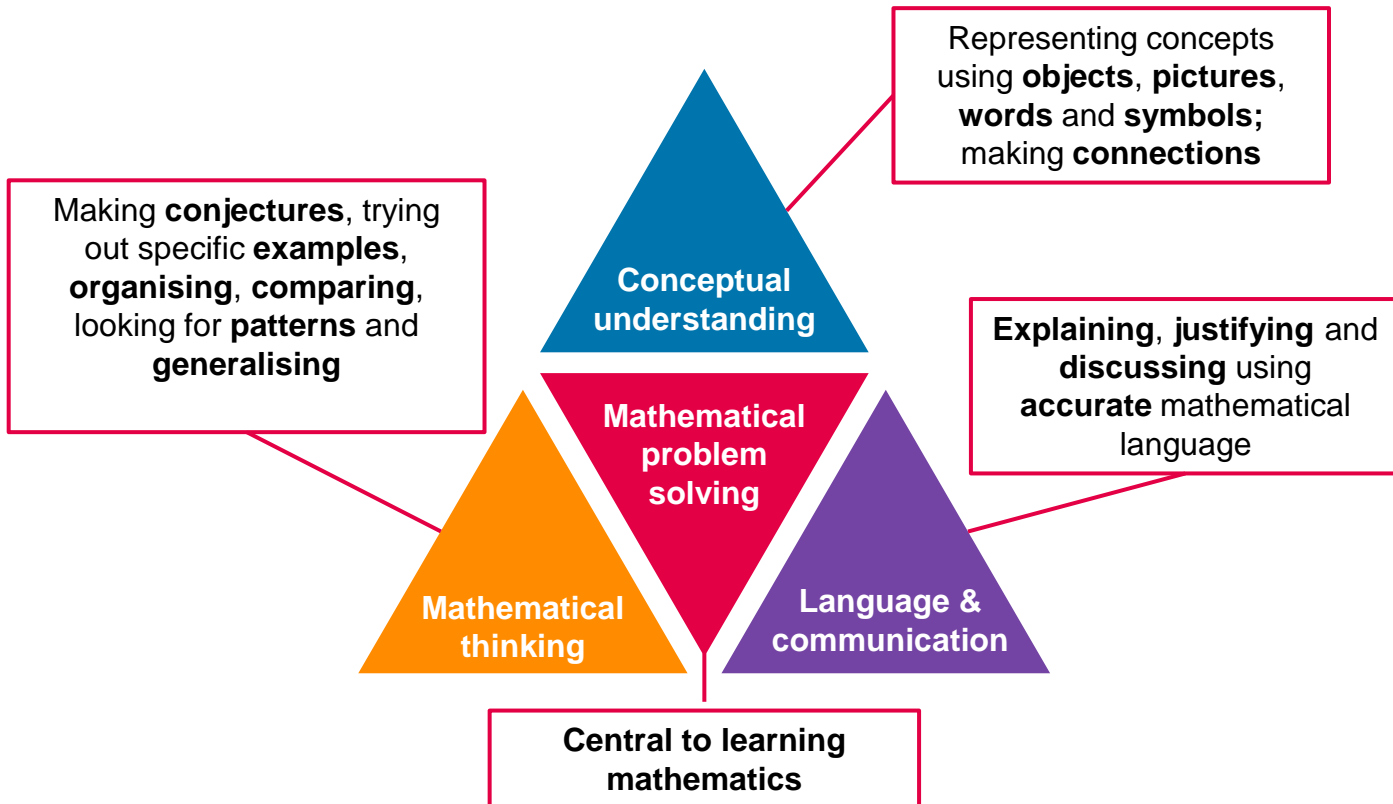 Representing concepts
using objects, pictures,
words and symbols;
making connections
Making conjectures, trying
out specific examples,
organising, comparing,
looking for patterns and
generalising
Conceptual
understanding
Explaining, justifying and
discussing using
accurate mathematical
language
Mathematical
problem
solving
Mathematical
thinking
Language &
communication
Central to learning
mathematics